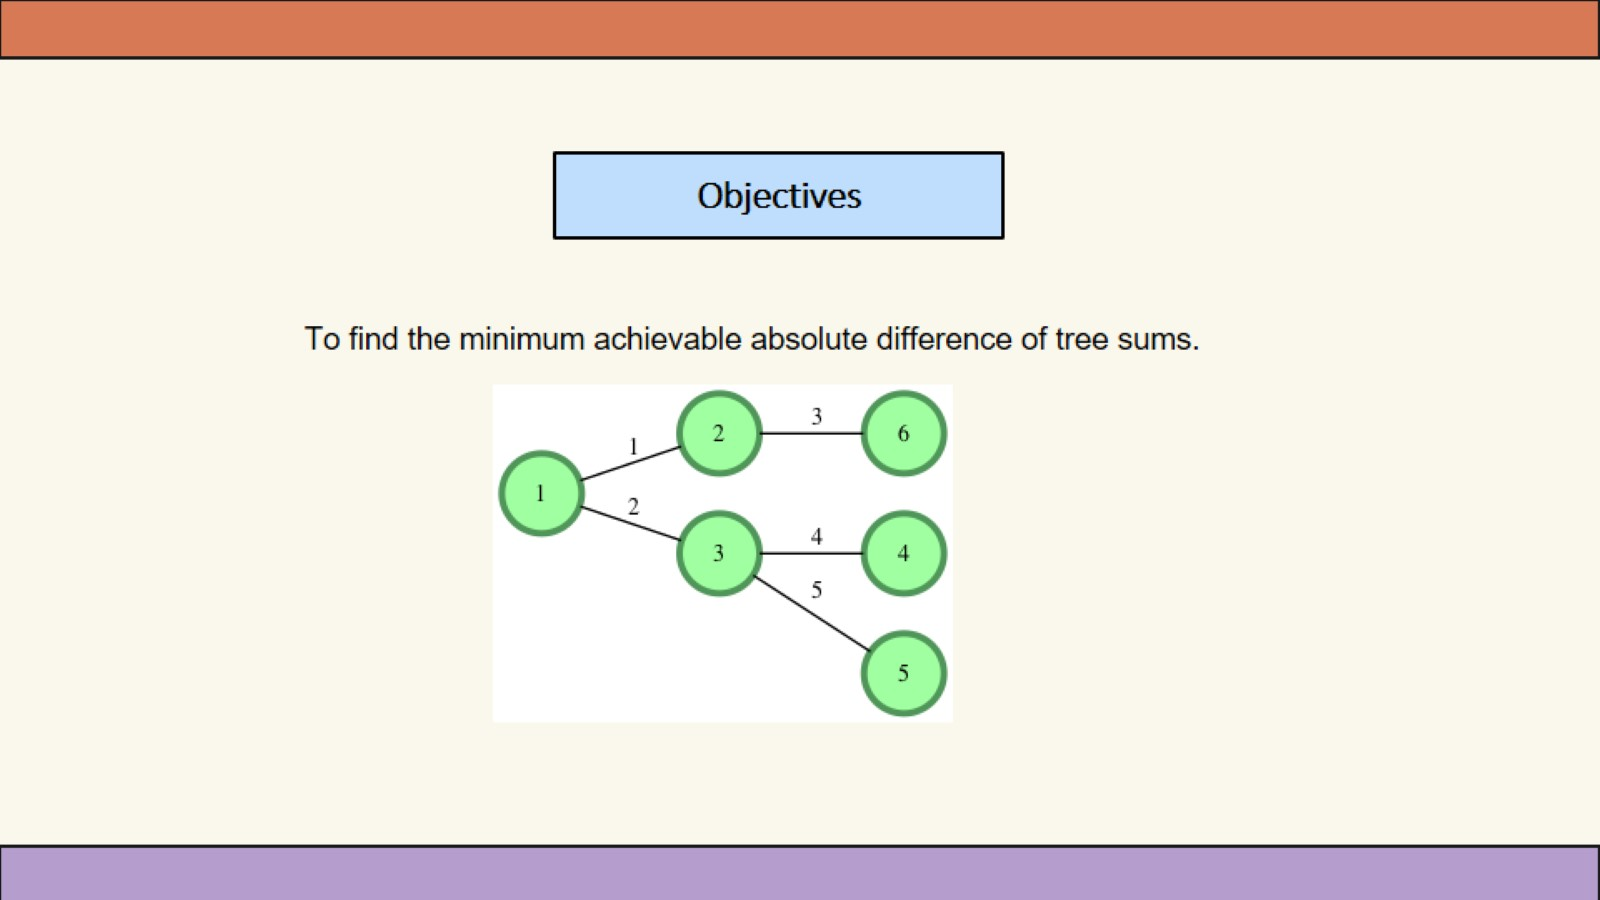 Objectives
To find the minimum achievable absolute difference of tree sums.
2 3 6
1
1
2
3 4 4
5
5